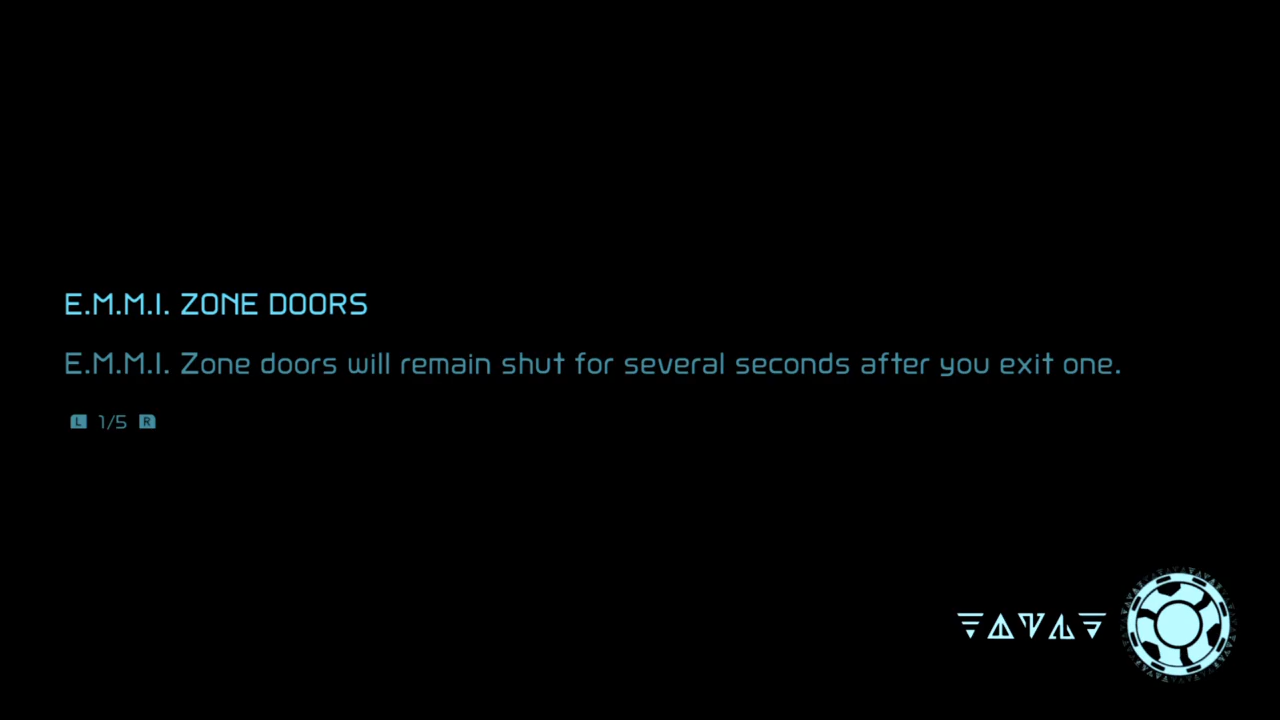 E.M.M.I. ZONE DOORS
E.M.M.I. Zone doors will remain shut for several seconds after you exit one.
L 1/5 R